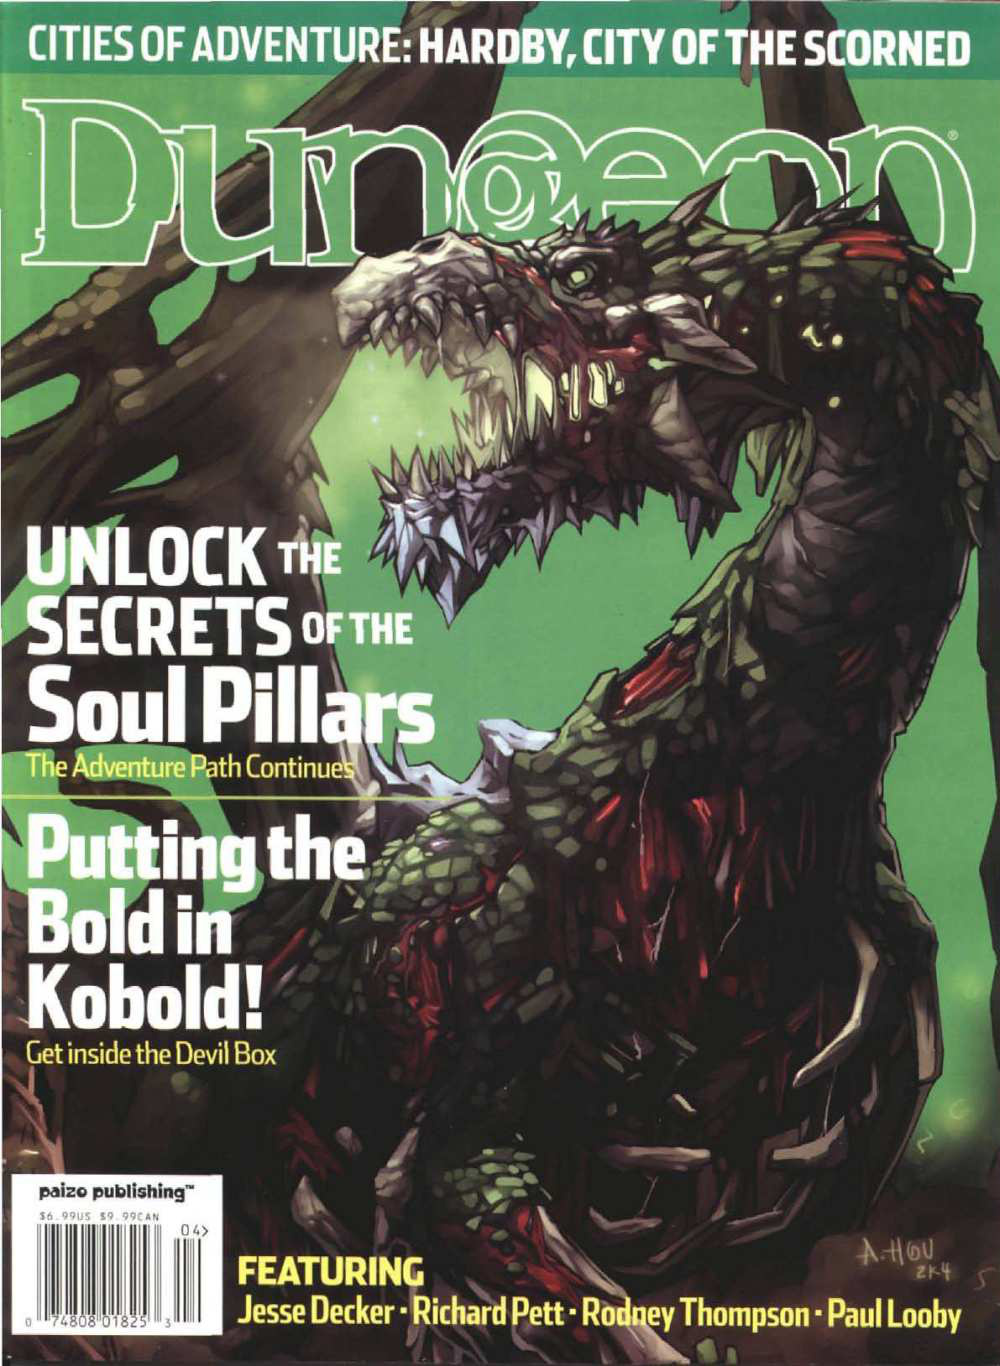 CITIES OF ADVENTURE: HARDBY, CITY OF THE SCORNED
Dungeon®
UNLOCK THE
SECRETS OF THE
Soul Pillars
The Adventure Path Continues
Putting the
Bold in
Kobold!
Get inside the Devil Box
paizo publishing™
$6.99US $9.99CAN
04>
0 74808 01825 3
FEATURING
Jesse Decker · Richard Pett · Rodney Thompson · Paul Looby
A.HOU
2K4